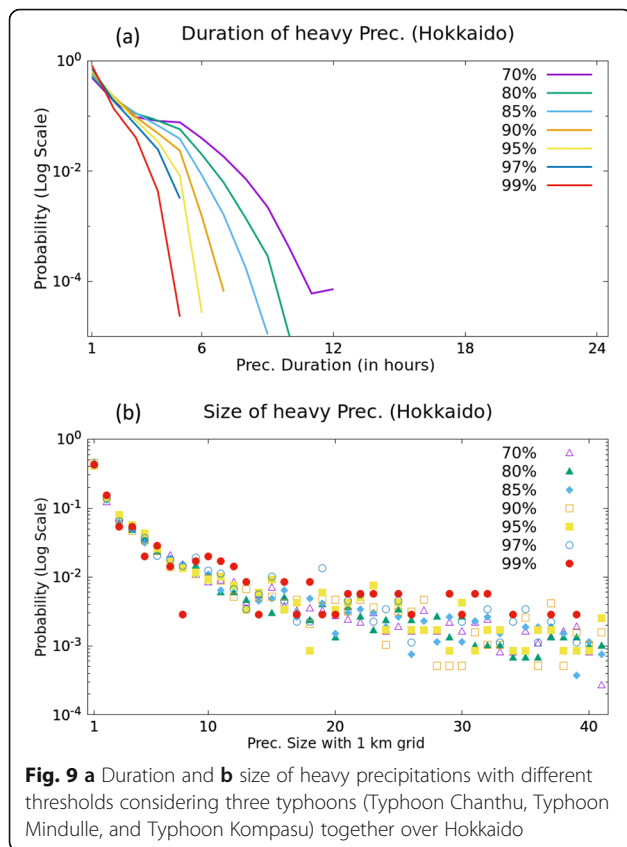 (a) Duration of heavy Prec. (Hokkaido)
Probability (Log Scale)
10^0
10^-2
10^-4
70%
80%
85%
90%
95%
97%
99%
1 6 12 18 24
Prec. Duration (in hours)
(b) Size of heavy Prec. (Hokkaido)
Probability (Log Scale)
10^0
10^-1
10^-2
10^-3
10^-4
70%
80%
85%
90%
95%
97%
99%
1 10 20 30 40
Prec. Size with 1 km grid
Fig. 9 a Duration and b size of heavy precipitations with different
thresholds considering three typhoons (Typhoon Chanthu, Typhoon
Mindulle, and Typhoon Kompasu) together over Hokkaido